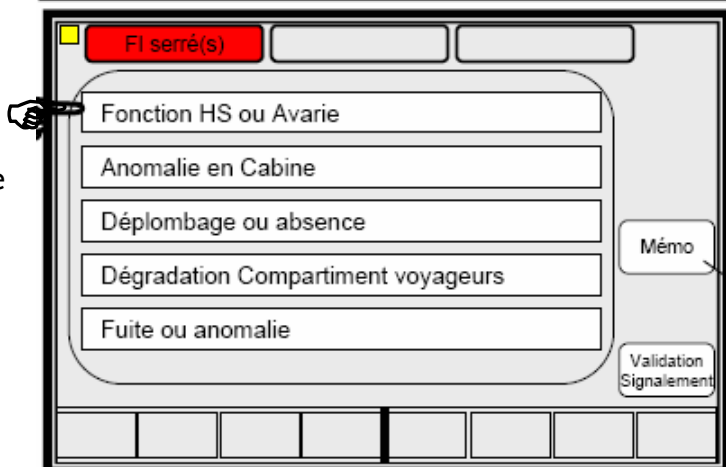 FI serré(s)
Fonction HS ou Avarie
Anomalie en Cabine
e
Déplombage ou absence
Mémo
Dégradation Compartiment voyageurs
Fuite ou anomalie
Validation
Signalement